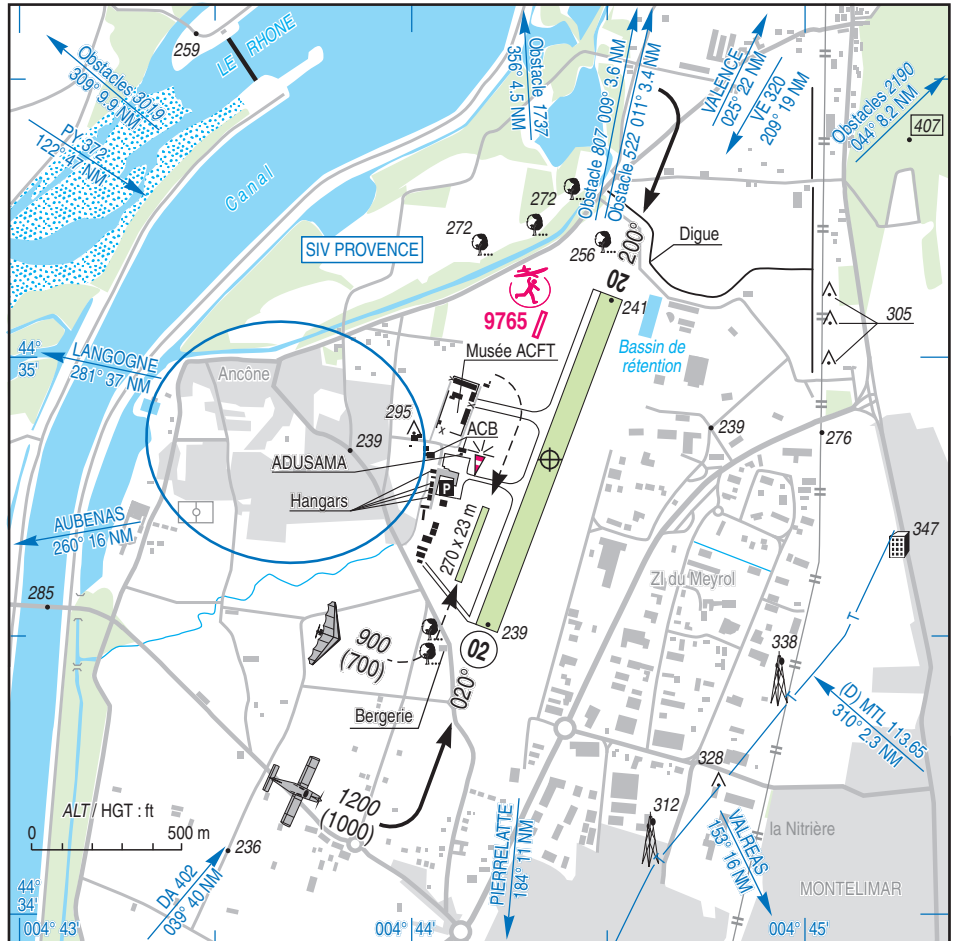 259
LE RHONE
Obstacles 3019
309° 9.9 NM
PY 372
122° 47 NM
Canal
Obstacle 1737
356° 4.5 NM
Obstacle 807 009° 3.6 NM
Obstacle 522 011° 3.4 NM
VALENCE
025° 22 NM
VE 320
209° 19 NM
Obstacles 2190
044° 8.2 NM
407
272
272
272
SIV PROVENCE
256
200°
Digue
20
241
9765
305
Musée ACFT
Bassin de
rétention
44°
35'
LANGOGNE
281° 37 NM
Ancône
x
x
295
239
ACB
239
276
ADUSAMA
P
Hangars
270 x 23 m
AUBENAS
260° 16 NM
347
ZI du Meyrol
285
239
02
900
(700)
020°
338
T
T
T
Bergerie
(D) MTL 113.65
310° 2.3 NM
328
1200
(1000)
ALT / HGT : ft
0 500 m
312
236
la Nitrière
DA 402
039° 40 NM
PIERRELATTE
184° 11 NM
VALREAS
153° 16 NM
MONTELIMAR
44°
34'
004° 43'
004° 44'
004° 45'